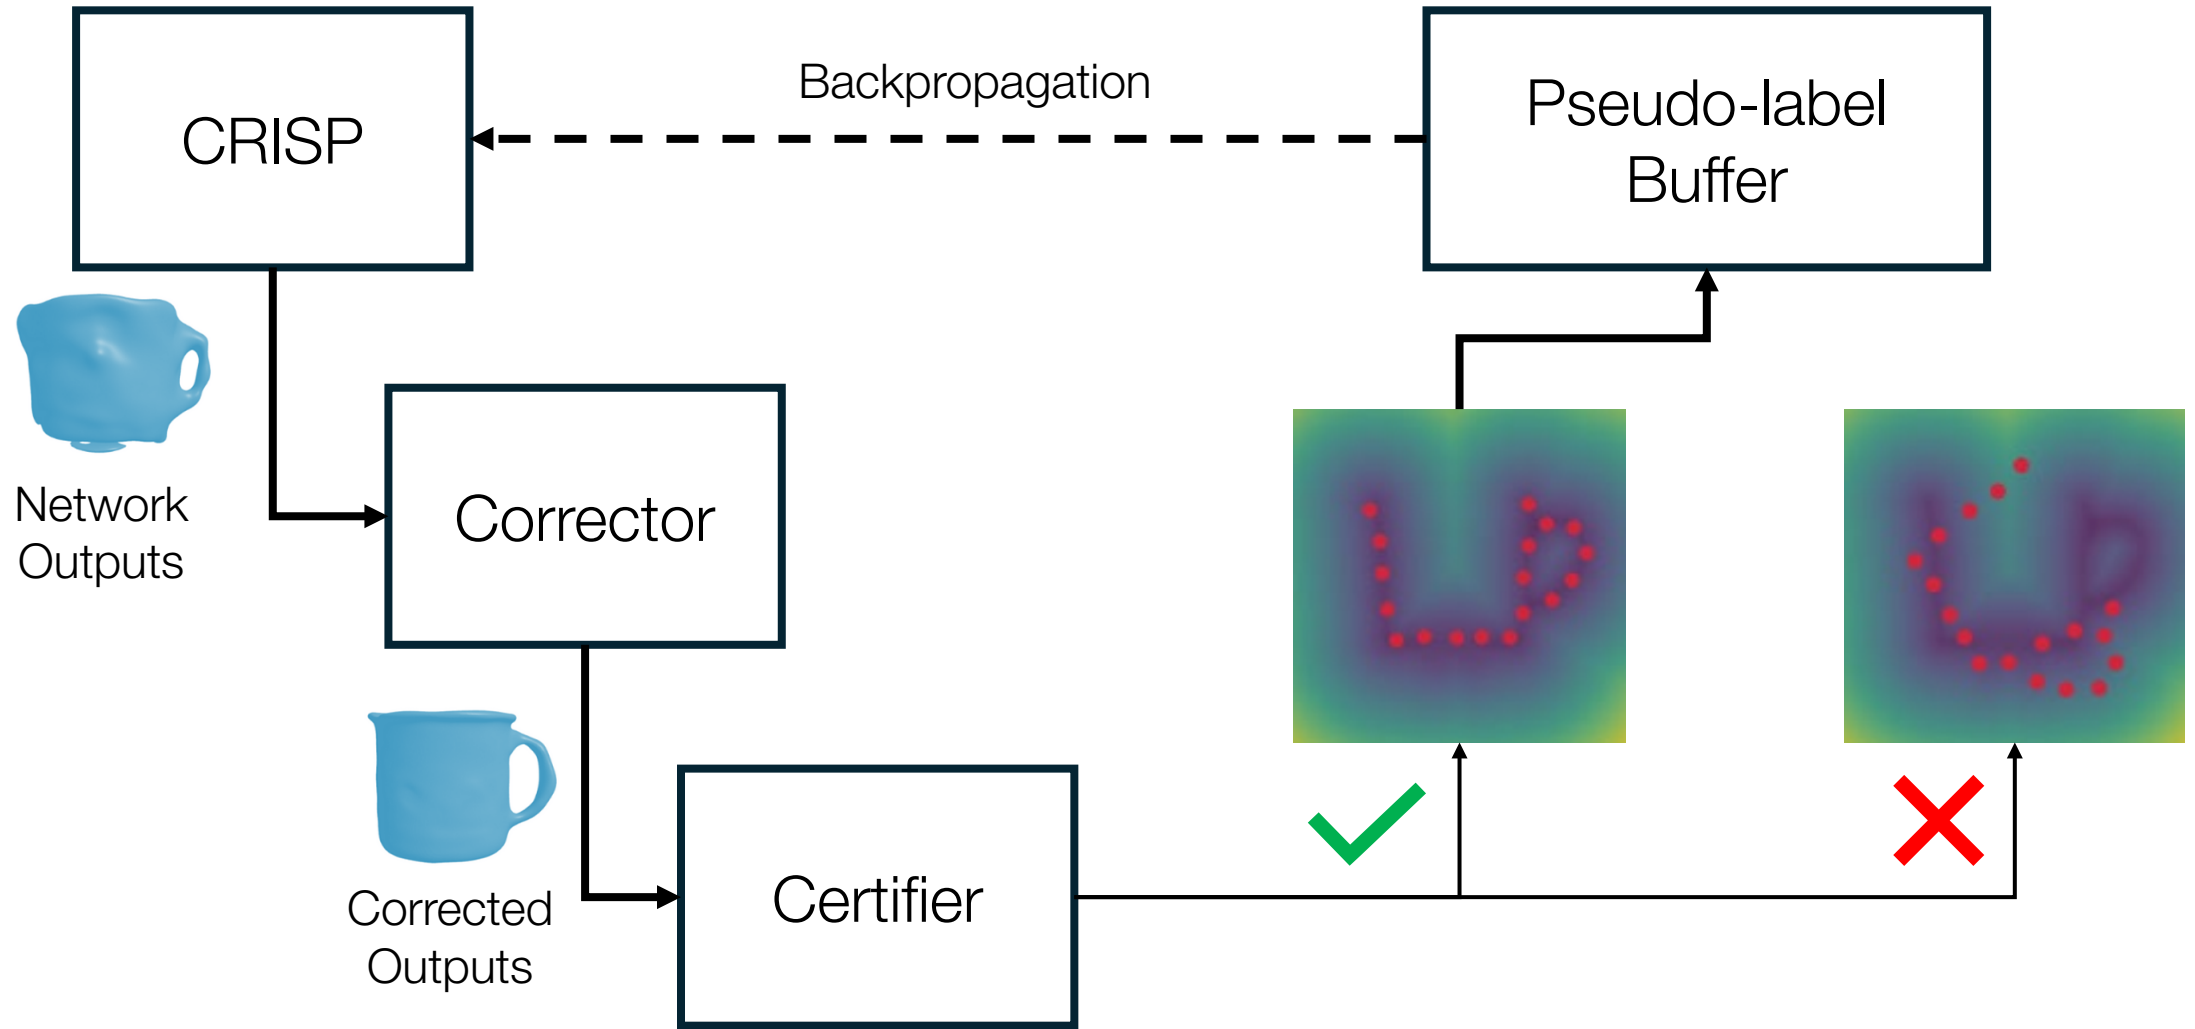 CRISP
Backpropagation
Pseudo-label
Buffer
Network
Outputs
Corrector
Corrected
Outputs
Certifier